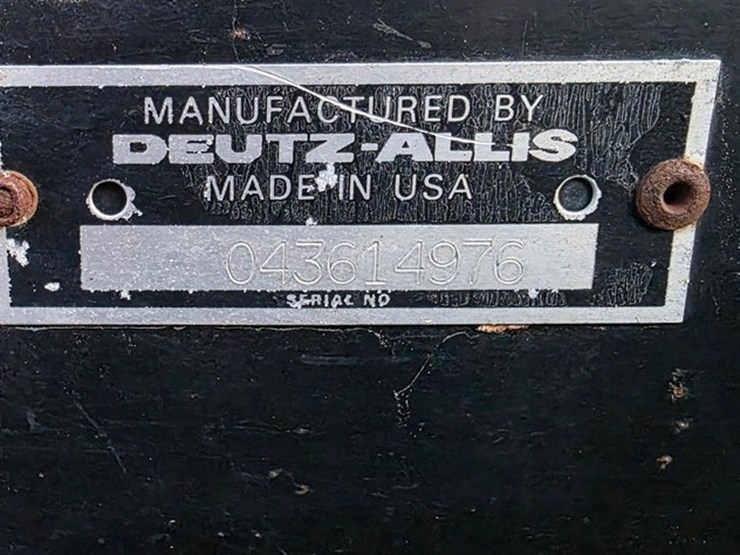 MANUFACTURED BY
DEUTZ-ALLIS
MADE IN USA
043614976
SERIAL NO